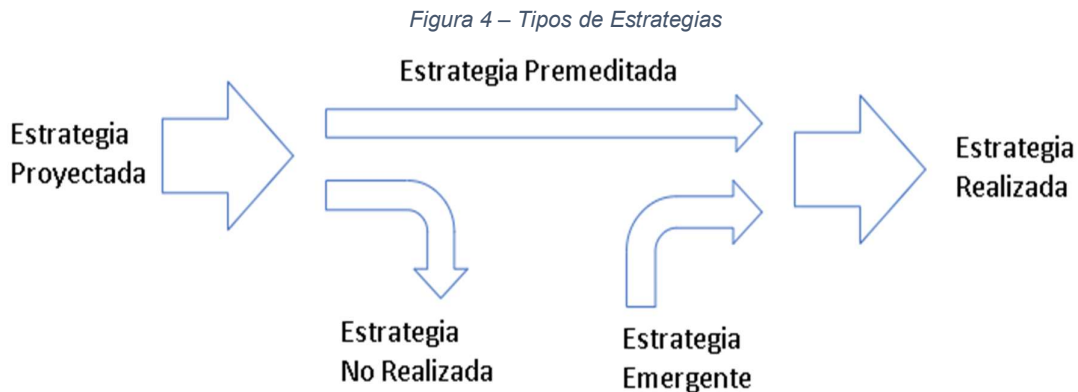 Figura 4 – Tipos de Estrategias
Estrategia Premeditada
Estrategia
Proyectada
Estrategia
Realizada
Estrategia
No Realizada
Estrategia
Emergente